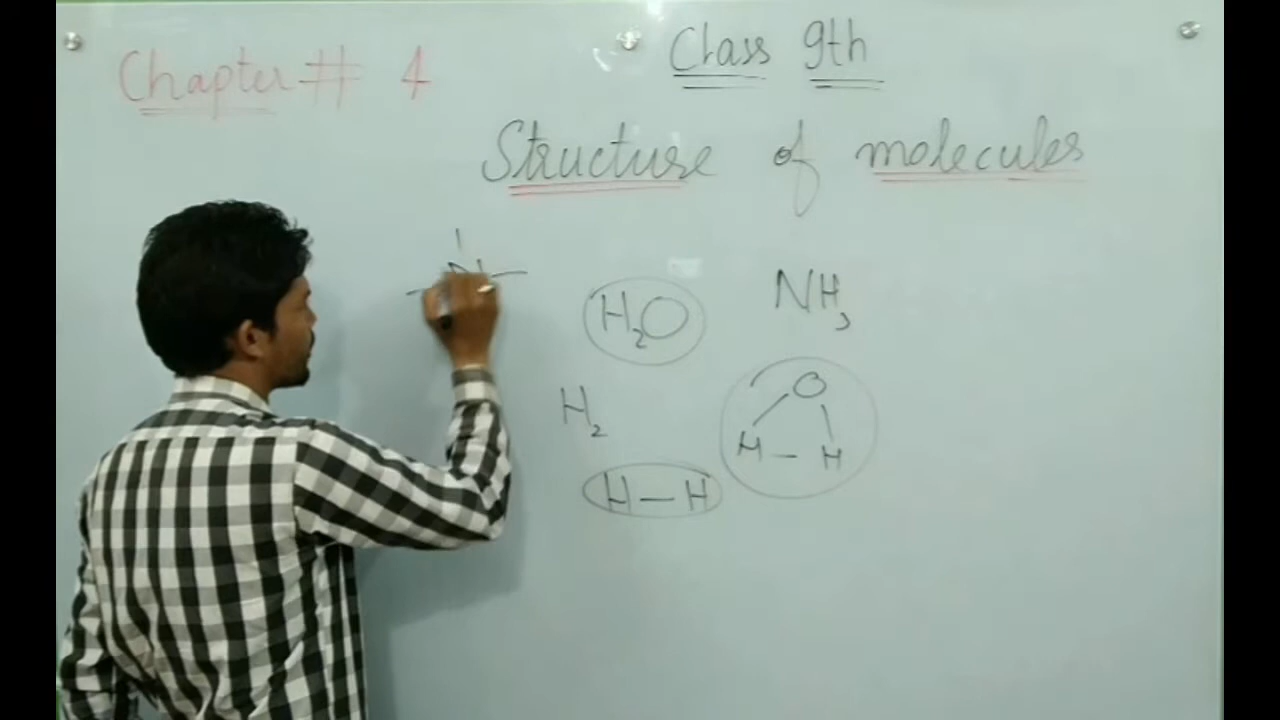 Chapter # 4
Class 9th
Structure of molecules
N
H₂O
NH₃
H₂
O
H – H
H – H